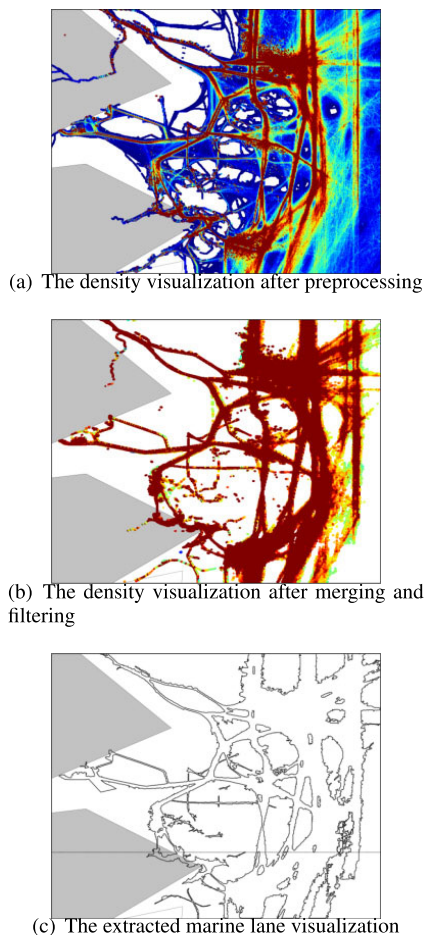 (a) The density visualization after preprocessing
(b) The density visualization after merging and
filtering
(c) The extracted marine lane visualization